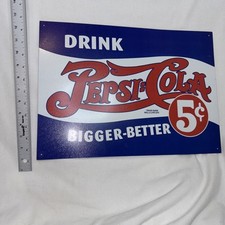 DRINK
PEPSI-COLA
5¢
BIGGER-BETTER